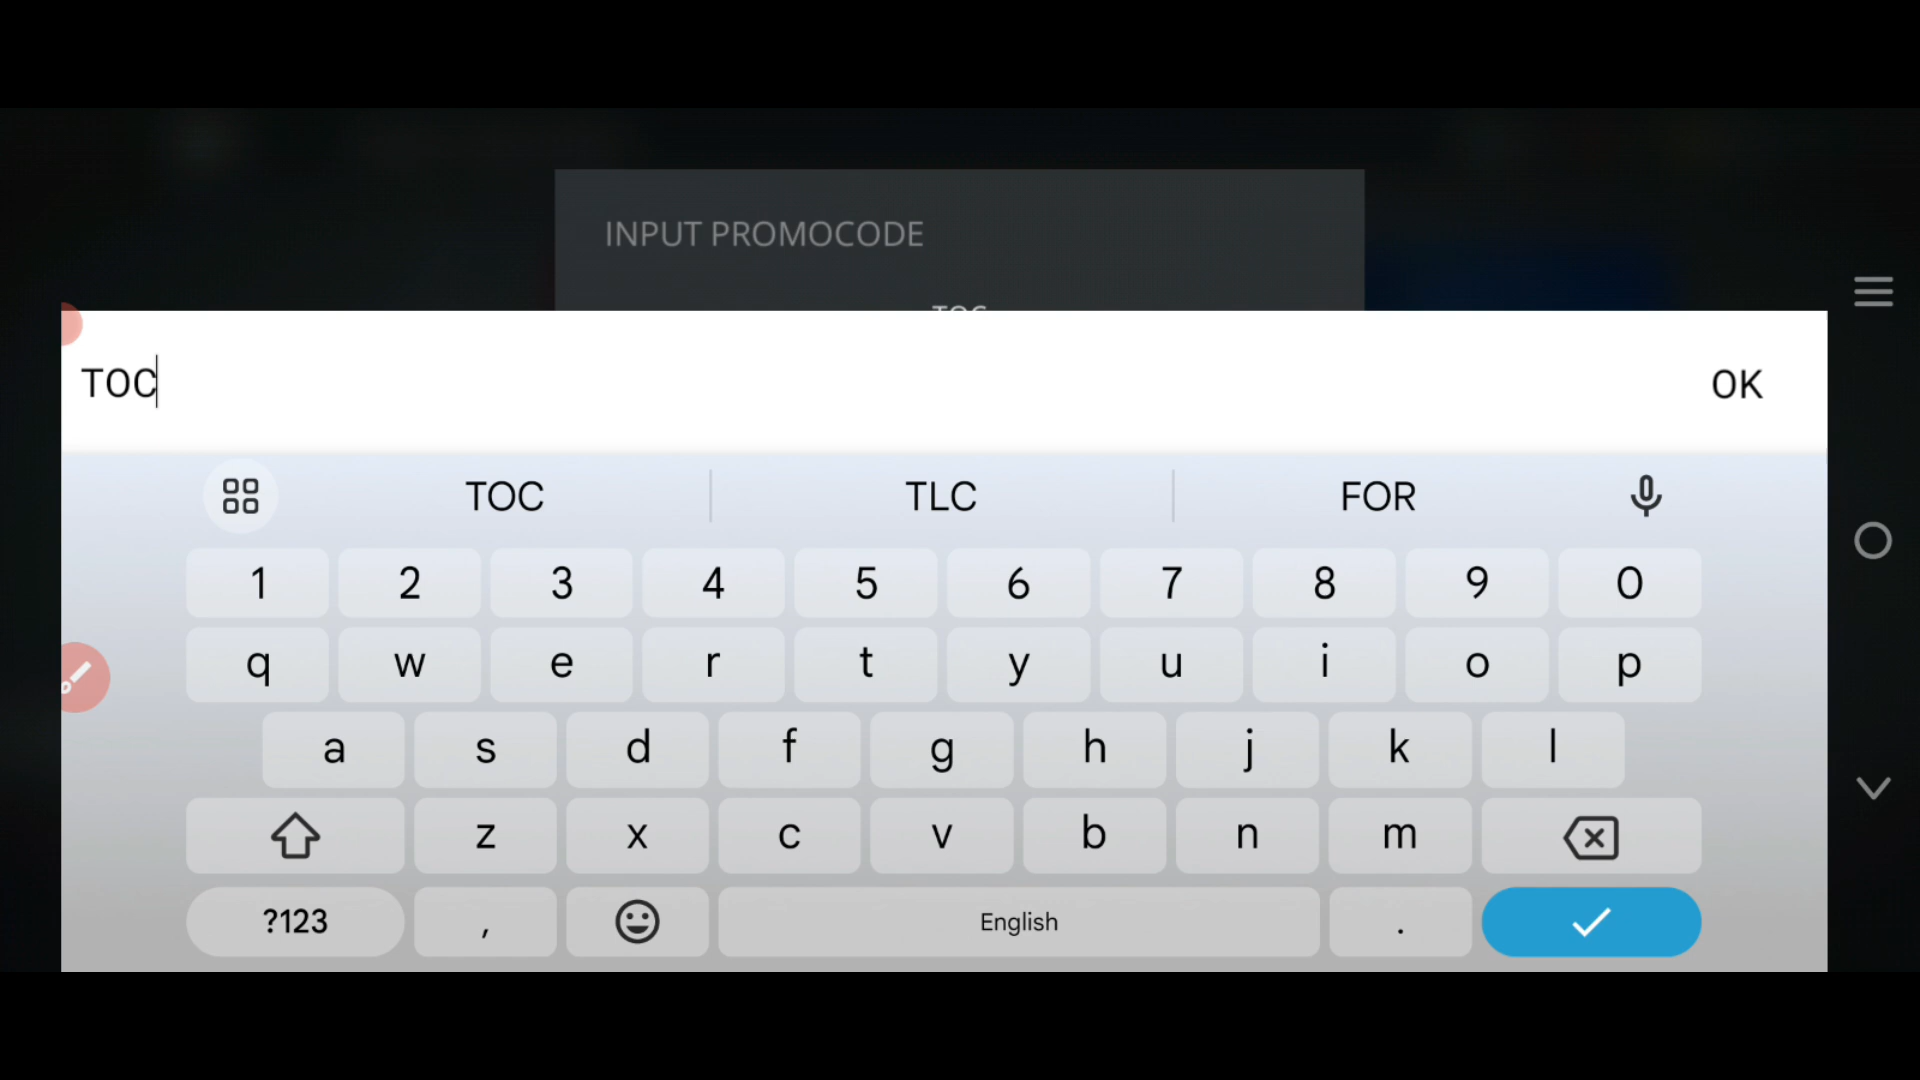 INPUT PROMOCODE
TOC
TOC
OK
TOC TLC FOR
1 2 3 4 5 6 7 8 9 0
q w e r t y u i o p
a s d f g h j k l
z x c v b n m
?123 , English .